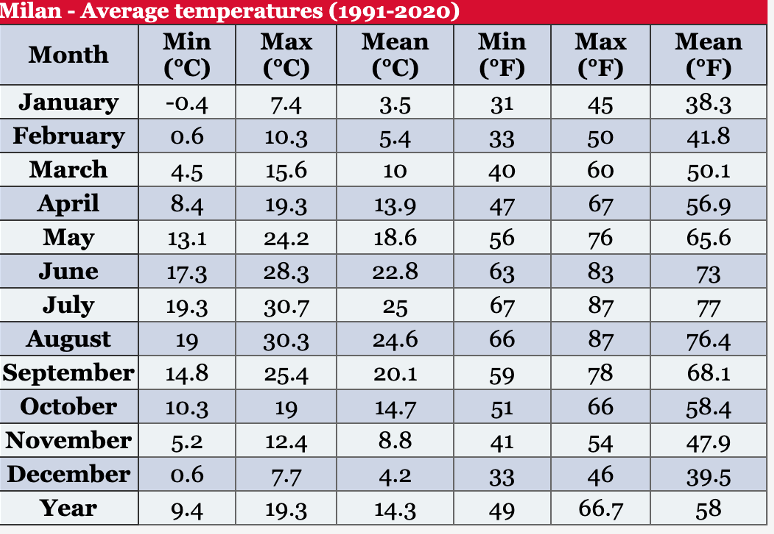 Milan - Average temperatures (1991-2020)
Month Min (°C) Max (°C) Mean (°C) Min (°F) Max (°F) Mean (°F)
January -0.4 7.4 3.5 31 45 38.3
February 0.6 10.3 5.4 33 50 41.8
March 4.5 15.6 10 40 60 50.1
April 8.4 19.3 13.9 47 67 56.9
May 13.1 24.2 18.6 56 76 65.6
June 17.3 28.3 22.8 63 83 73
July 19.3 30.7 25 67 87 77
August 19 30.3 24.6 66 87 76.4
September 14.8 25.4 20.1 59 78 68.1
October 10.3 19 14.7 51 66 58.4
November 5.2 12.4 8.8 41 54 47.9
December 0.6 7.7 4.2 33 46 39.5
Year 9.4 19.3 14.3 49 66.7 58